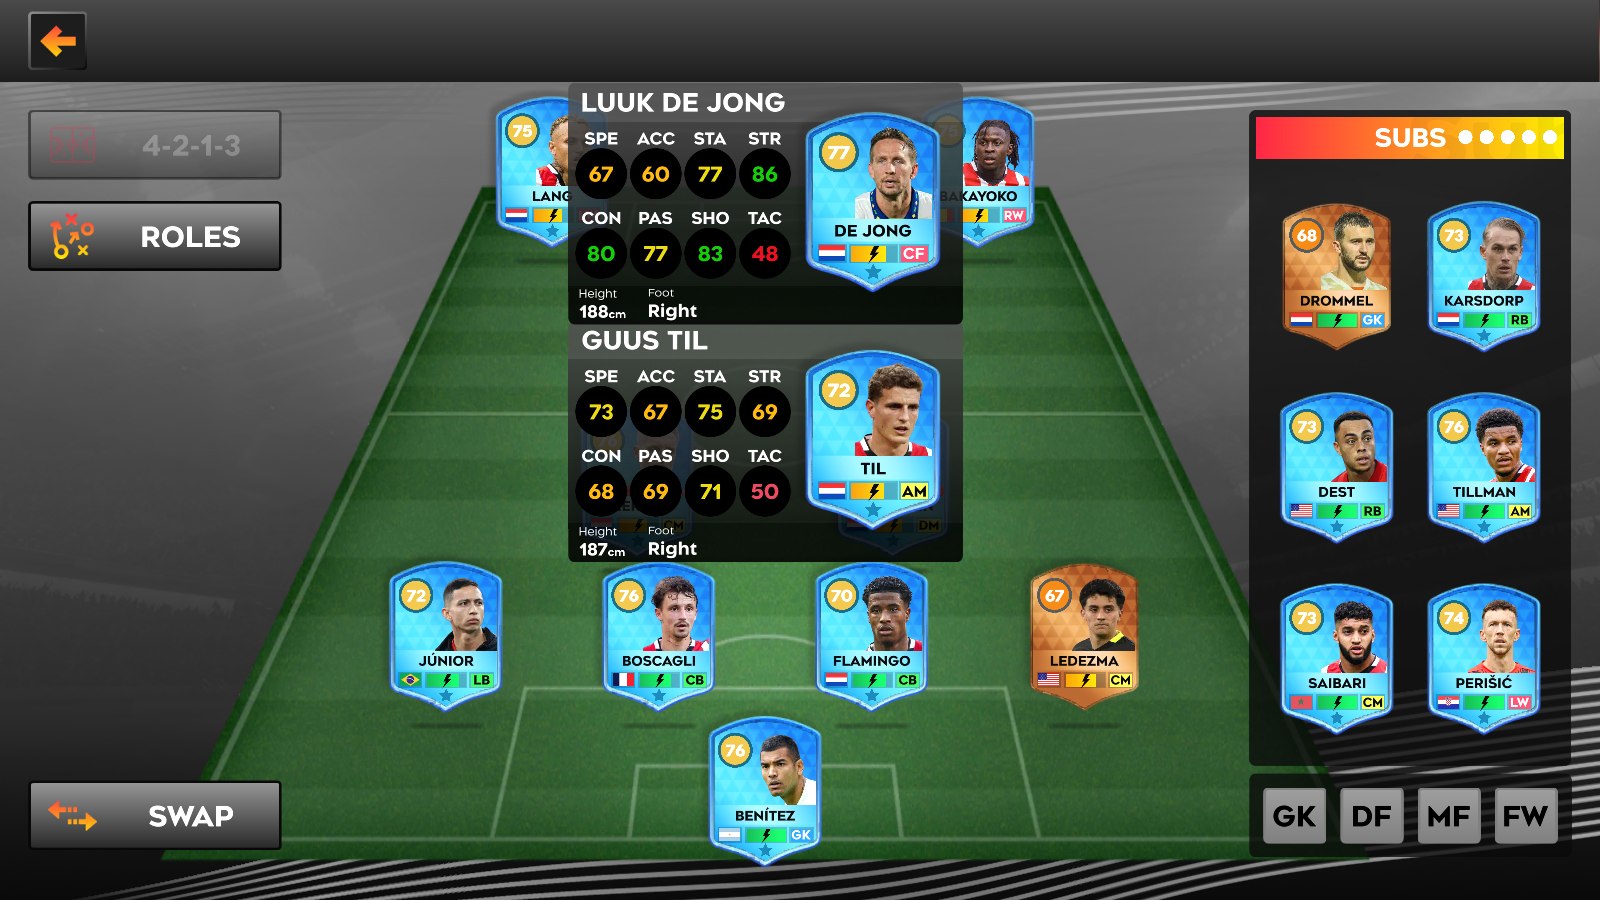 4-2-1-3
ROLES
SWAP
75
LANG
LUUK DE JONG
SPE ACC STA STR
67 60 77 86
CON PAS SHO TAC
80 77 83 48
Height Foot
188cm Right
77
DE JONG
CF
BAKAYOKO
RW
GUUS TIL
SPE ACC STA STR
73 67 75 69
CON PAS SHO TAC
68 69 71 50
Height Foot
187cm Right
72
TIL
AM
CM
DM
72
JÚNIOR
LB
76
BOSCAGLI
CB
70
FLAMINGO
CB
67
LEDEZMA
CM
76
BENÍTEZ
GK
SUBS
68
DROMMEL
GK
73
KARSDORP
RB
73
DEST
RB
76
TILLMAN
AM
73
SAIBARI
CM
74
PERIŠIĆ
LW
GK DF MF FW